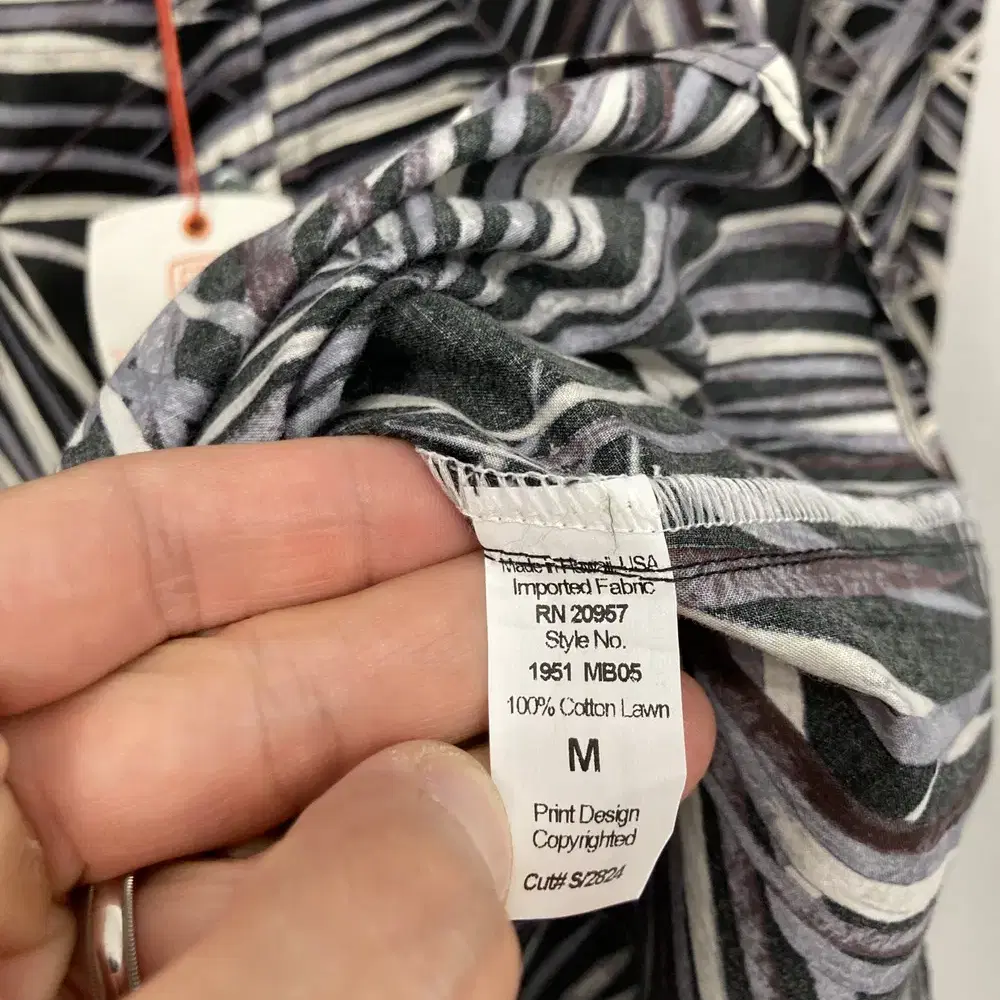 Made in Hawaii, USA
Imported Fabric
RN 20957
Style No.
1951 MB05
100% Cotton Lawn
M
Print Design
Copyrighted
Cut# S/2824